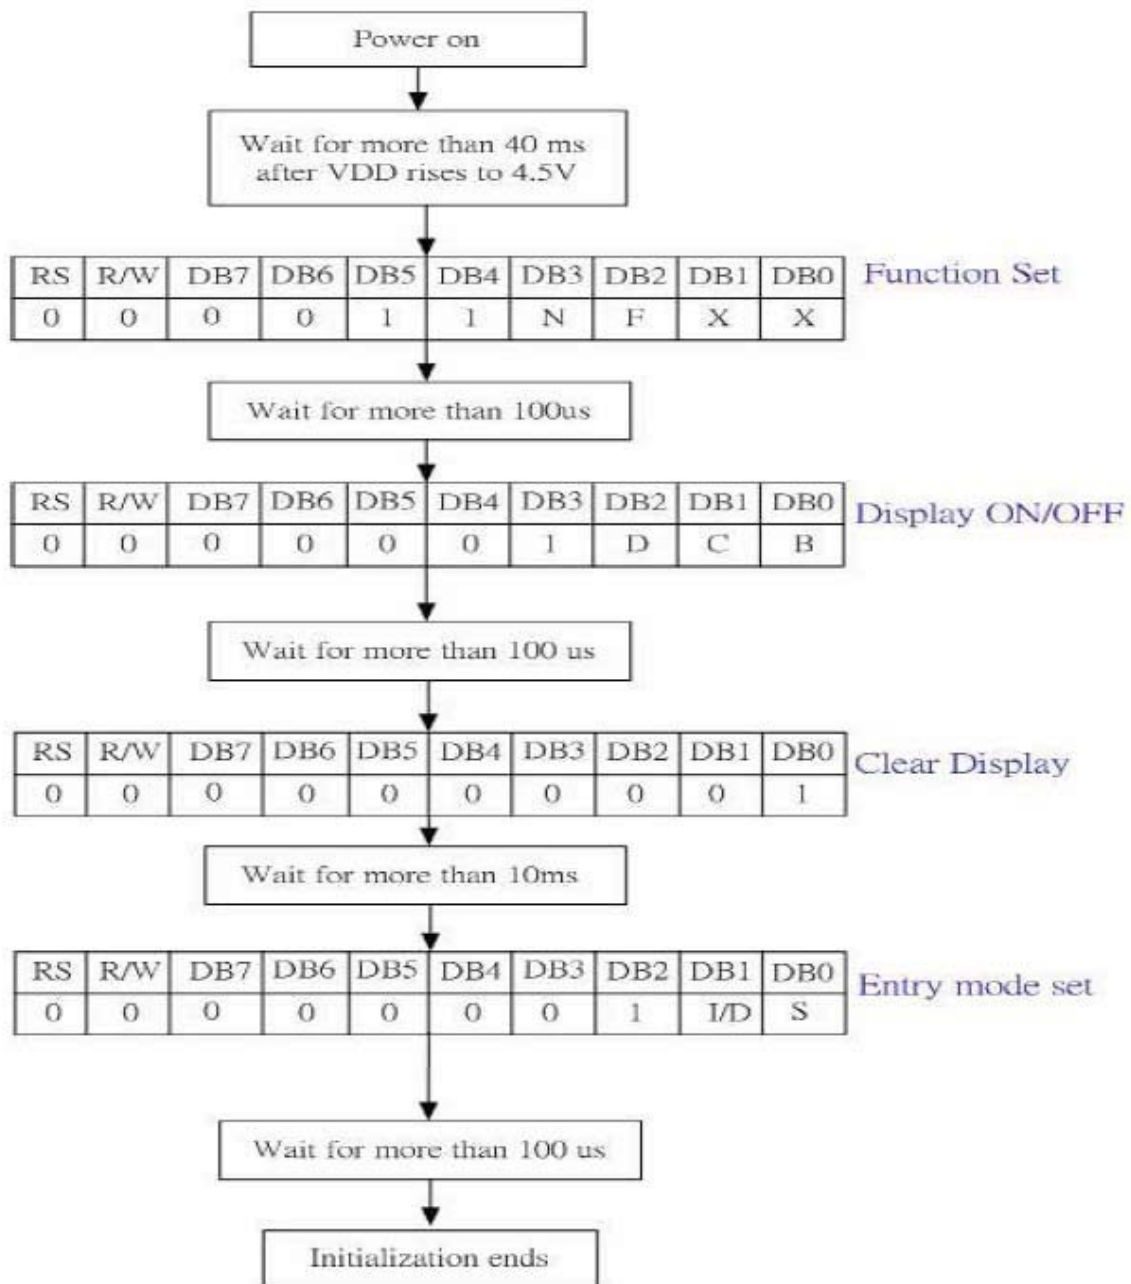 Power on
Wait for more than 40 ms
after VDD rises to 4.5V
RS R/W DB7 DB6 DB5 DB4 DB3 DB2 DB1 DB0 Function Set
0 0 0 0 1 1 N F X X
Wait for more than 100us
RS R/W DB7 DB6 DB5 DB4 DB3 DB2 DB1 DB0 Display ON/OFF
0 0 0 0 0 0 1 D C B
Wait for more than 100 us
RS R/W DB7 DB6 DB5 DB4 DB3 DB2 DB1 DB0 Clear Display
0 0 0 0 0 0 0 0 0 1
Wait for more than 10ms
RS R/W DB7 DB6 DB5 DB4 DB3 DB2 DB1 DB0 Entry mode set
0 0 0 0 0 0 0 1 I/D S
Wait for more than 100 us
Initialization ends